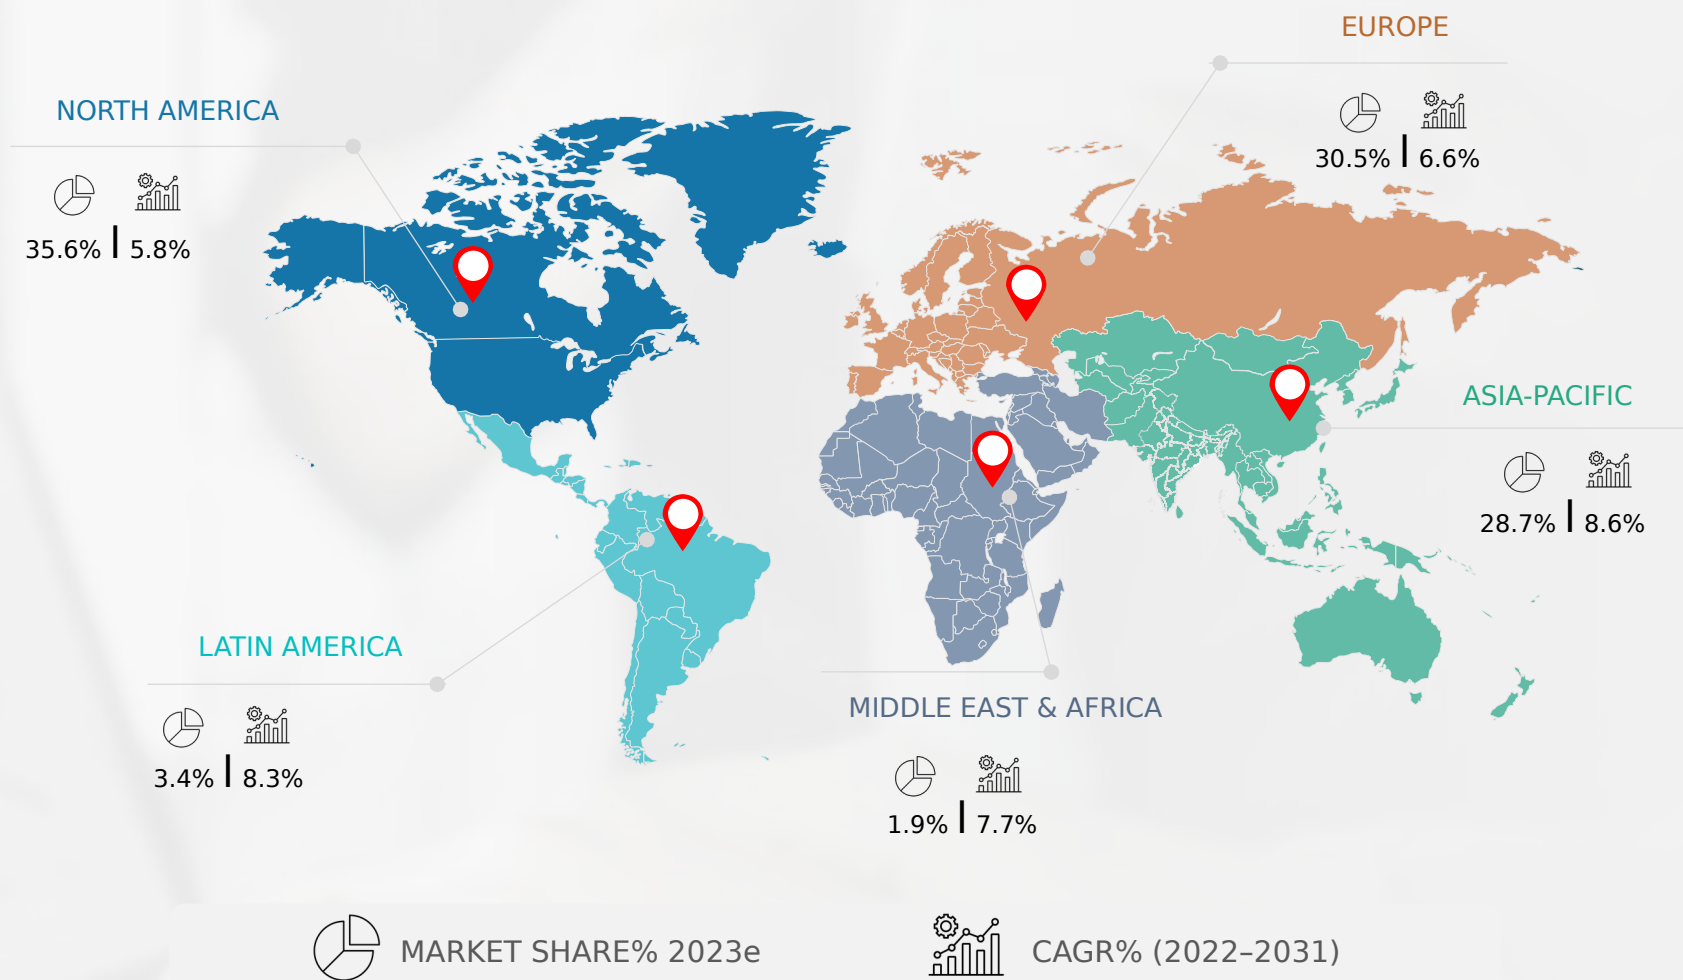 EUROPE
30.5% | 6.6%
NORTH AMERICA
35.6% | 5.8%
ASIA-PACIFIC
28.7% | 8.6%
LATIN AMERICA
3.4% | 8.3%
MIDDLE EAST & AFRICA
1.9% | 7.7%
MARKET SHARE% 2023e
CAGR% (2022–2031)